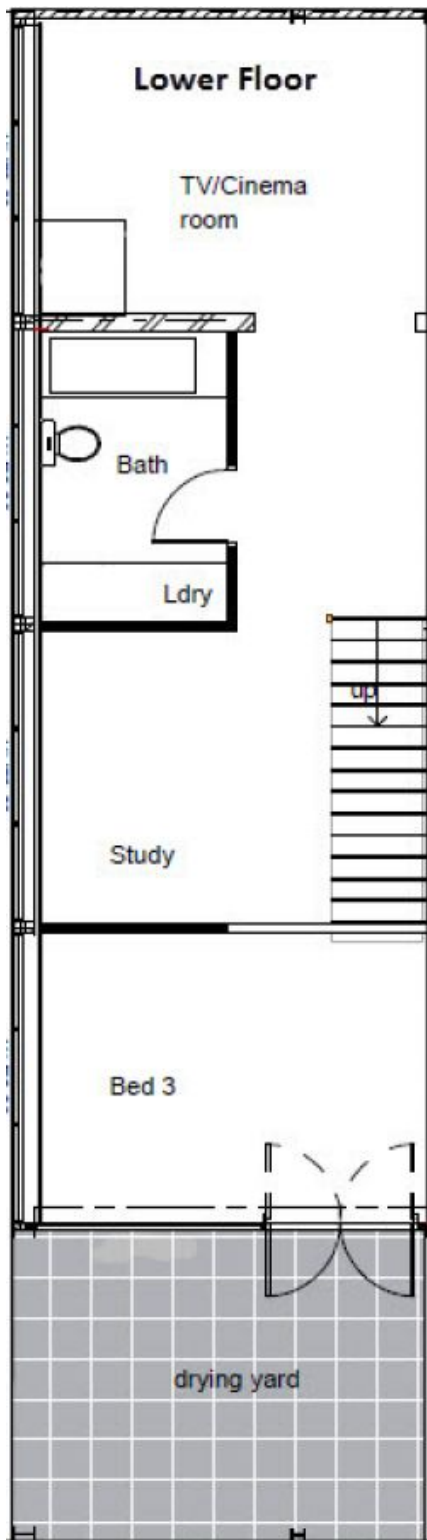 Lower Floor
TV/Cinema
room
Bath
Ldry
up
Study
Bed 3
drying yard